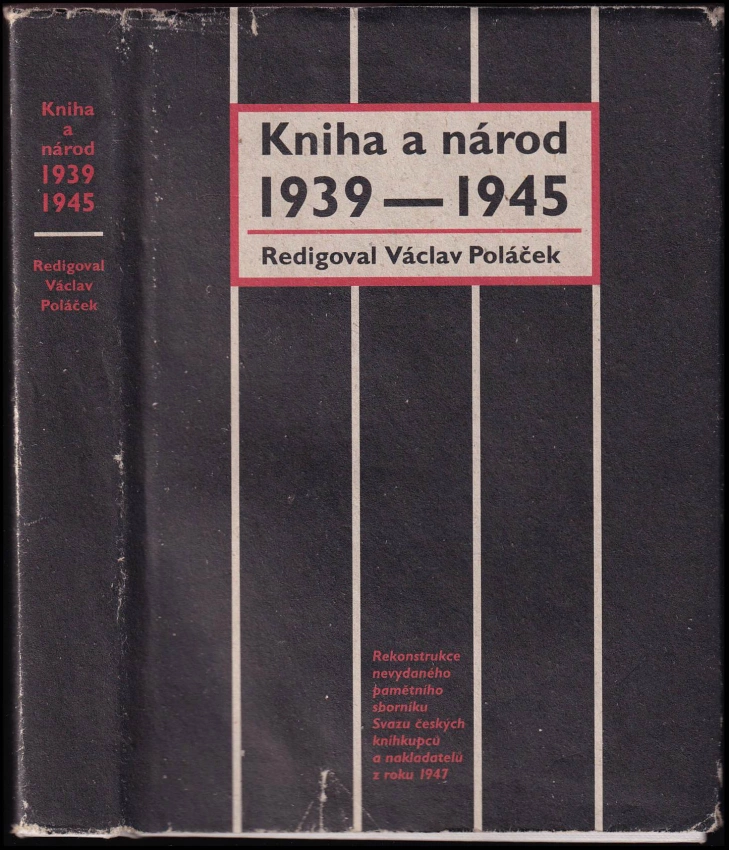 Kniha
a
národ
1939
1945
Redigoval
Václav
Poláček
Kniha a národ
1939—1945
Redigoval Václav Poláček
Rekonstrukce
nevydaného
pamětního
sborníku
Svazu českých
knihkupců
a nakladatelů
z roku 1947